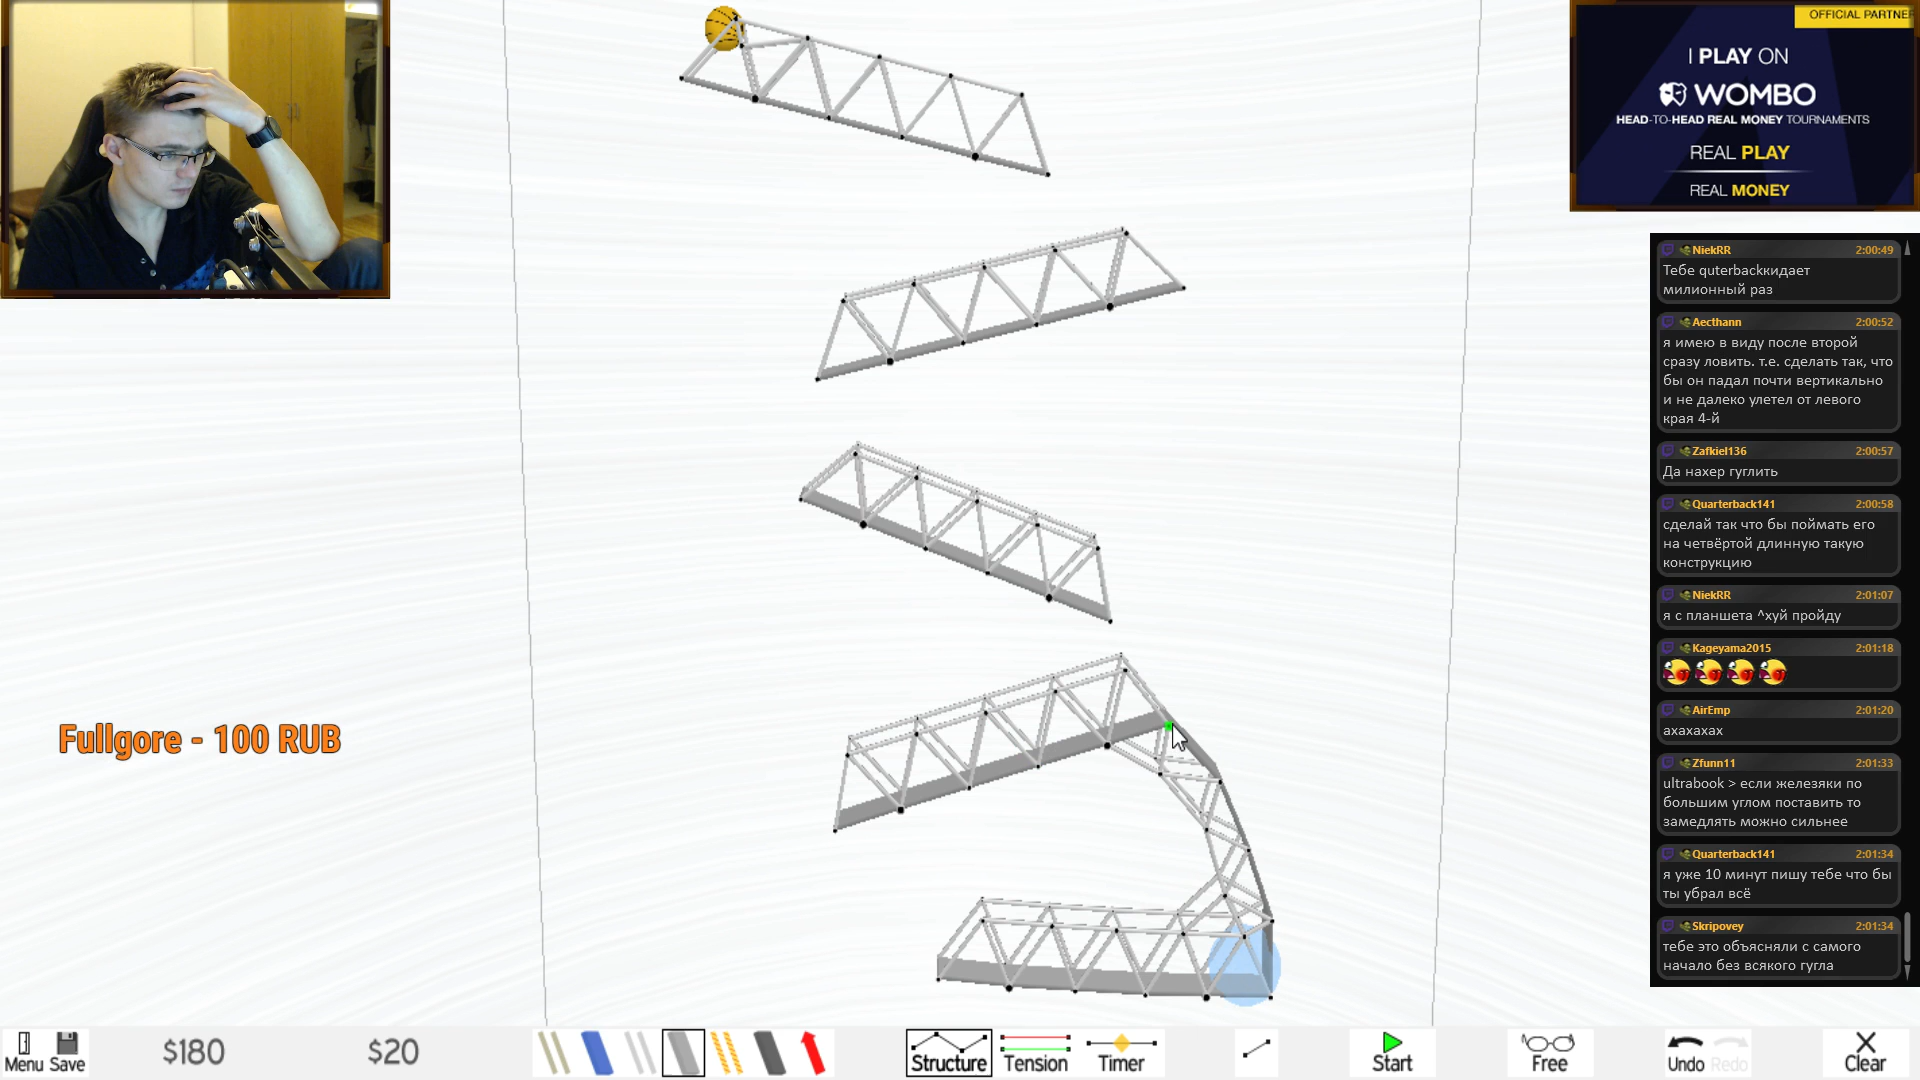 OFFICIAL PARTNER
I PLAY ON
WOMBO
HEAD-TO-HEAD REAL MONEY TOURNAMENTS
REAL PLAY
REAL MONEY
NiekRR 2:00:49
Тебе quterbackкидает
милионный раз
Aecthann 2:00:52
я имею в виду после второй
сразу ловить. т.е. сделать так, что
бы он падал почти вертикально
и не далеко улетел от левого
края 4-й
Zafkiel136 2:00:57
Да нахер гуглить
Quarterback141 2:00:58
сделай так что бы поймать его
на четвёртой длинную такую
конструкцию
NiekRR 2:01:07
я с планшета ^хуй пройду
Kageyama2015 2:01:18
AirEmp 2:01:20
ахахахах
Zfunn11 2:01:33
ultrabook > если железяки по
большим углом поставить то
замедлять можно сильнее
Quarterback141 2:01:34
я уже 10 минут пишу тебе что бы
ты убрал всё
Skripovey 2:01:34
тебе это объясняли с самого
начало без всякого гугла
Fullgore - 100 RUB
Menu Save $180 $20 Structure Tension Timer Start Free Undo Redo Clear